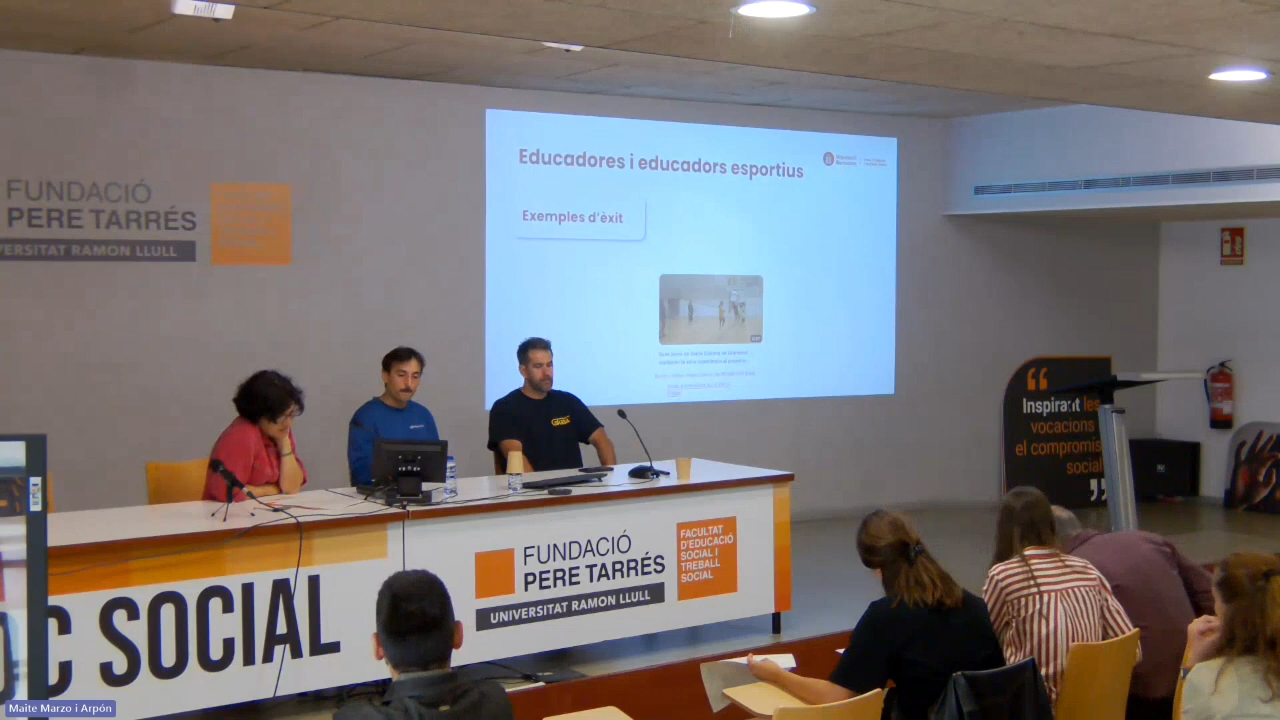 Educadores i educadors esportius
Exemples d'èxit
FUNDACIÓ
PERE TARRÉS
VERSITAT RAMON LLULL
Inspirant les
vocacions
el compromís
social
FUNDACIÓ
PERE TARRÉS
UNIVERSITAT RAMON LLULL
FACULTAT
D'EDUCACIÓ
SOCIAL I
TREBALL
SOCIAL
C SOCIAL
Maite Marzo i Arpón